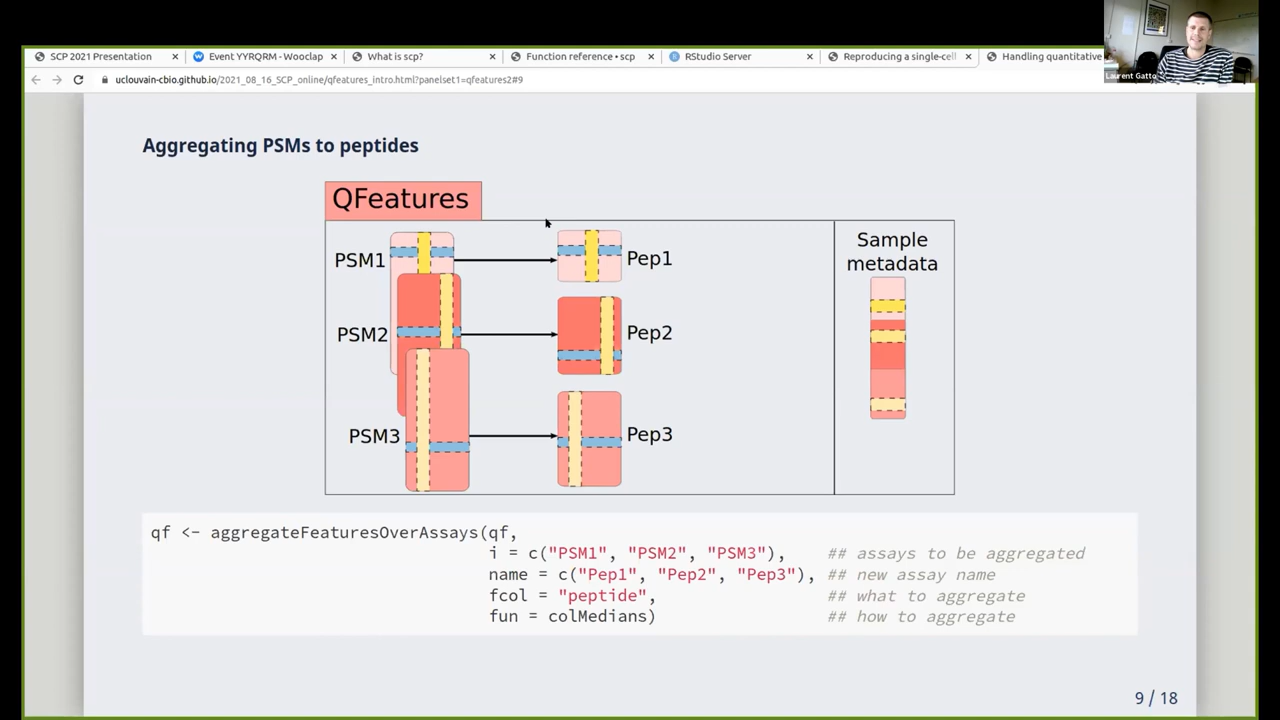 SCP 2021 Presentation
Event YYRQRM - Wooclap
What is scp?
Function reference • scp
RStudio Server
Reproducing a single-cell
Handling quantitative
Laurent Gatto
uclouvain-cbio.github.io/2021_08_16_SCP_online/qfeatures_intro.html?panelset1=qfeatures2#9
Aggregating PSMs to peptides
QFeatures
PSM1
Pep1
PSM2
Pep2
PSM3
Pep3
Sample
metadata
qf <- aggregateFeaturesOverAssays(qf,
i = c("PSM1", "PSM2", "PSM3"), ## assays to be aggregated
name = c("Pep1", "Pep2", "Pep3"), ## new assay name
fcol = "peptide", ## what to aggregate
fun = colMedians) ## how to aggregate
9 / 18